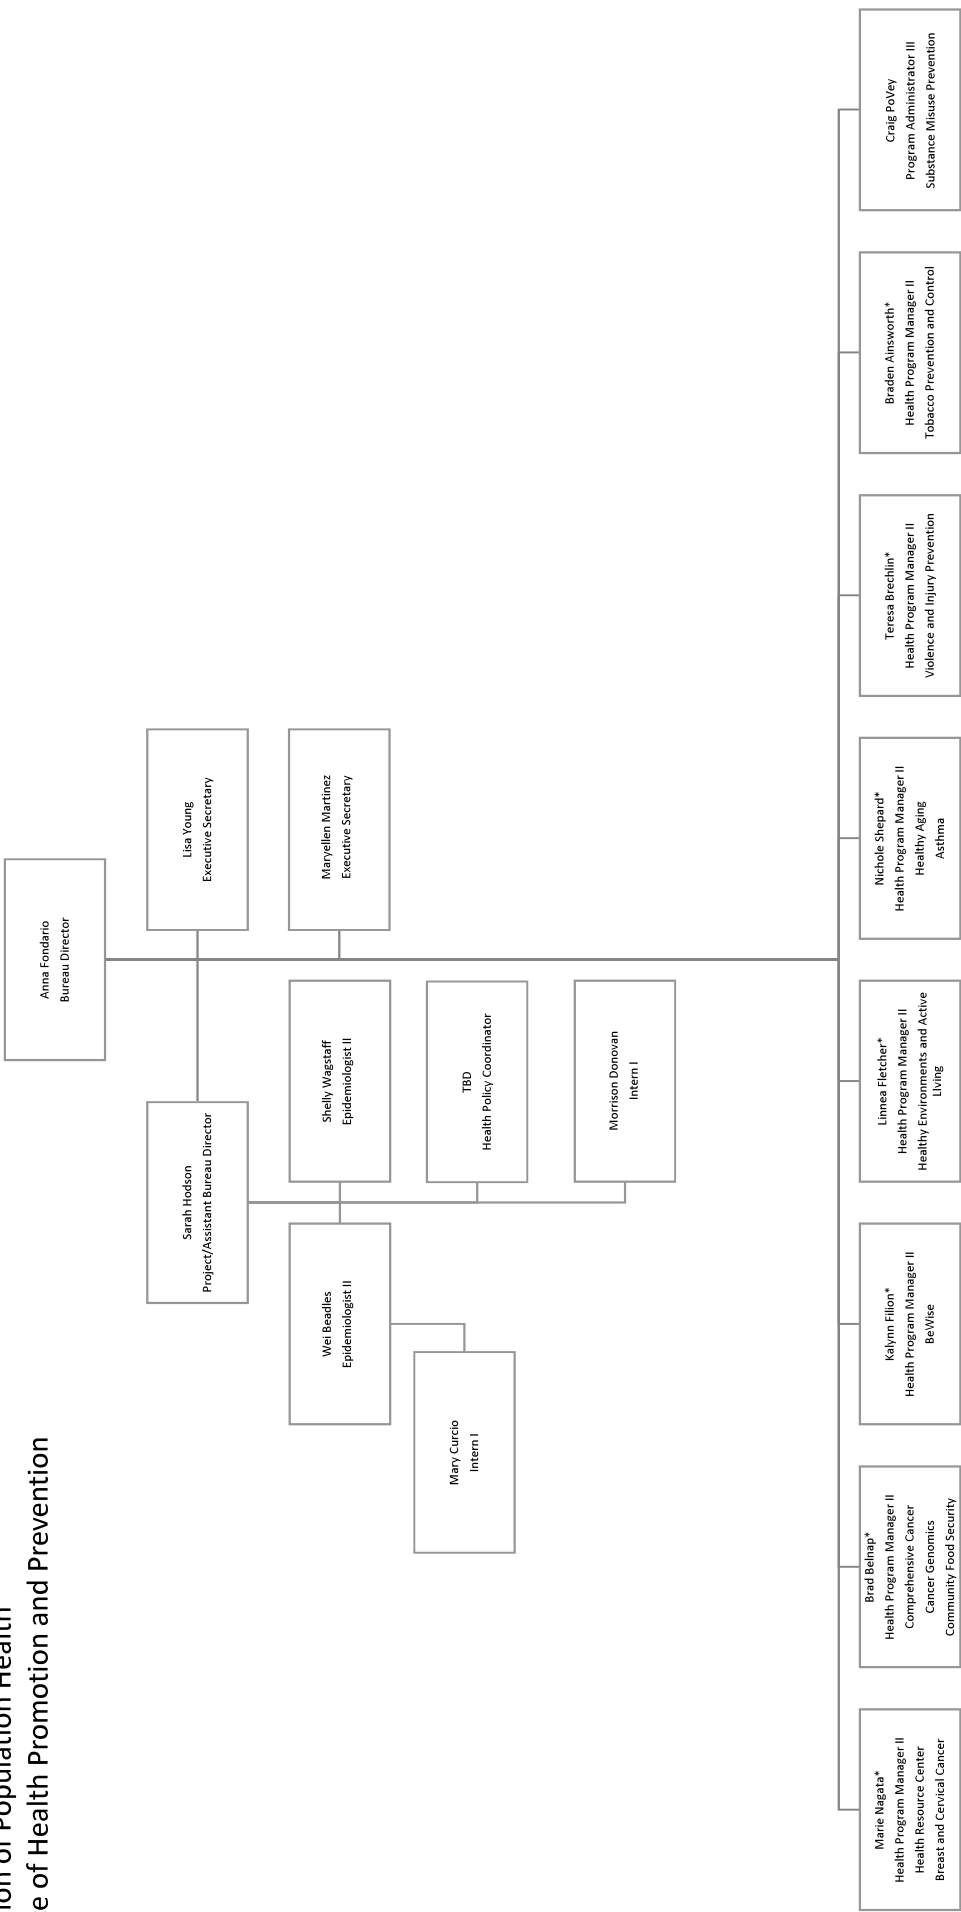 of Population Health
of Health Promotion and Prevention
Anna Fondario
Bureau Director
Sarah Hodson
Project/Assistant Bureau Director
Lisa Young
Executive Secretary
Wei Beadles
Epidemiologist II
Shelly Wagstaff
Epidemiologist II
Maryellen Martinez
Executive Secretary
Mary Curcio
Intern I
TBD
Health Policy Coordinator
Morrison Donovan
Intern I
Marie Nagata*
Health Program Manager II
Health Resource Center
Breast and Cervical Cancer
Brad Belnap*
Health Program Manager II
Comprehensive Cancer
Cancer Genomics
Community Food Security
Kalynn Filion*
Health Program Manager II
BeWise
Linnea Fletcher*
Health Program Manager II
Healthy Environments and Active
LIving
Nichole Shepard*
Health Program Manager II
Healthy Aging
Asthma
Teresa Brechlin*
Health Program Manager II
Violence and Injury Prevention
Braden Ainsworth*
Health Program Manager II
Tobacco Prevention and Control
Craig PoVey
Program Administrator III
Substance Misuse Prevention